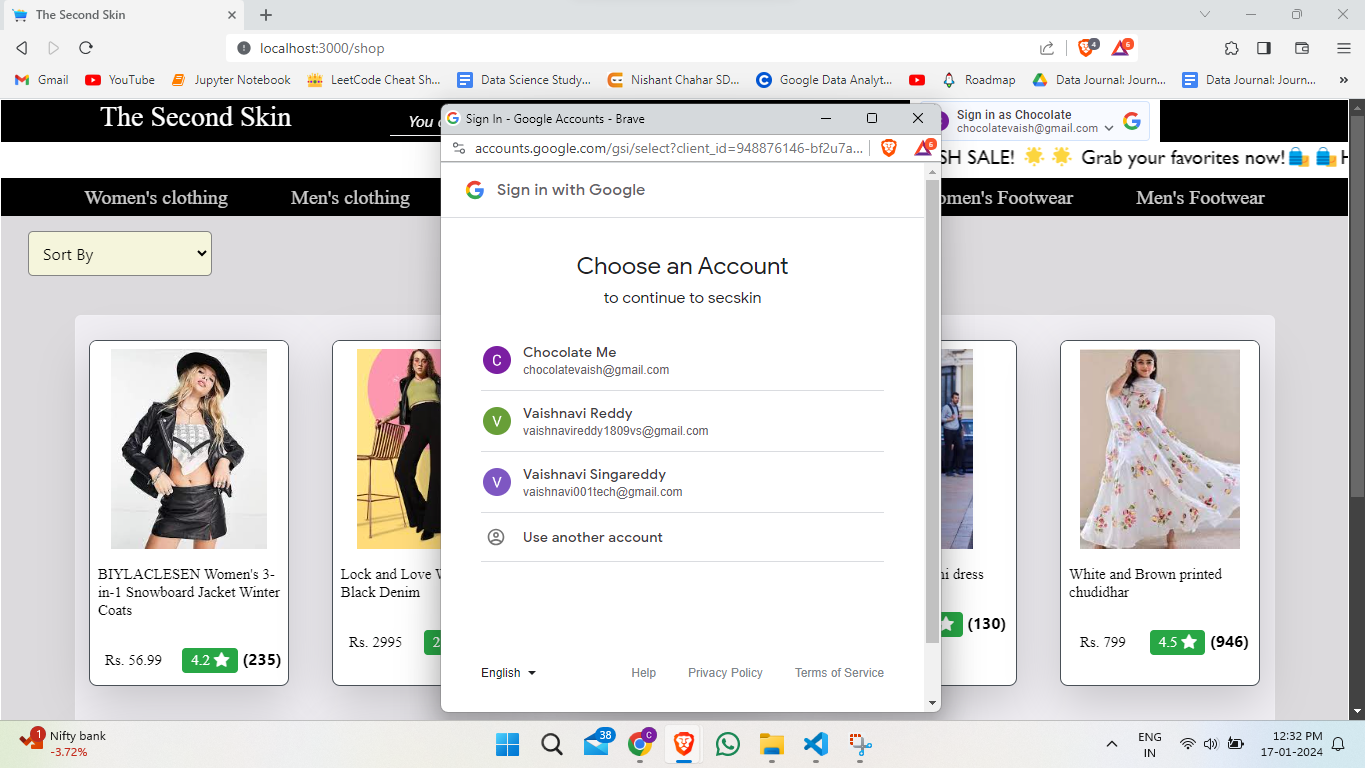 The Second Skin
localhost:3000/shop
4
6
Gmail
YouTube
Jupyter Notebook
LeetCode Cheat Sh...
Data Science Study...
Nishant Chahar SD...
Google Data Analyt...
Roadmap
Data Journal: Journ...
Data Journal: Journ...
»
The Second Skin
You c
Sign in as Chocolate
chocolatevaish@gmail.com
SH SALE! 🌟 🌟 Grab your favorites now!🛍️ 🛍️ H
Women's clothing
Men's clothing
omen's Footwear
Men's Footwear
Sort By
Sign In - Google Accounts - Brave
accounts.google.com/gsi/select?client_id=948876146-bf2u7a...
5
Sign in with Google
Choose an Account
to continue to secskin
C
Chocolate Me
chocolatevaish@gmail.com
V
Vaishnavi Reddy
vaishnavireddy1809vs@gmail.com
V
Vaishnavi Singareddy
vaishnavi001tech@gmail.com
Use another account
English
Help
Privacy Policy
Terms of Service
BIYLACLESEN Women's 3-
in-1 Snowboard Jacket Winter
Coats
Rs. 56.99
4.2
(235)
Lock and Love W
Black Denim
Rs. 2995
2
ni dress
(130)
White and Brown printed
chudidhar
Rs. 799
4.5
(946)
1
Nifty bank
-3.72%
38
C
ENG
IN
12:32 PM
17-01-2024